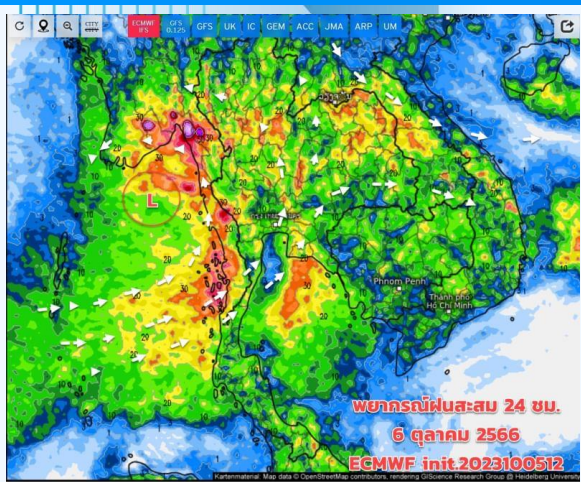 CITY
CITY
ECMWF IFS
GFS 0.125
GFS UK IC GEM ACC JMA ARP UM
L
Phnom Penh
Thành phố
Hồ Chí Minh
พยากรณ์ฝนสะสม 24 ชม.
6 ตุลาคม 2566
ECMWF init.2023100512
Kartenmaterial: Map data © OpenStreetMap contributors, rendering GIScience Research Group @ Heidelberg University